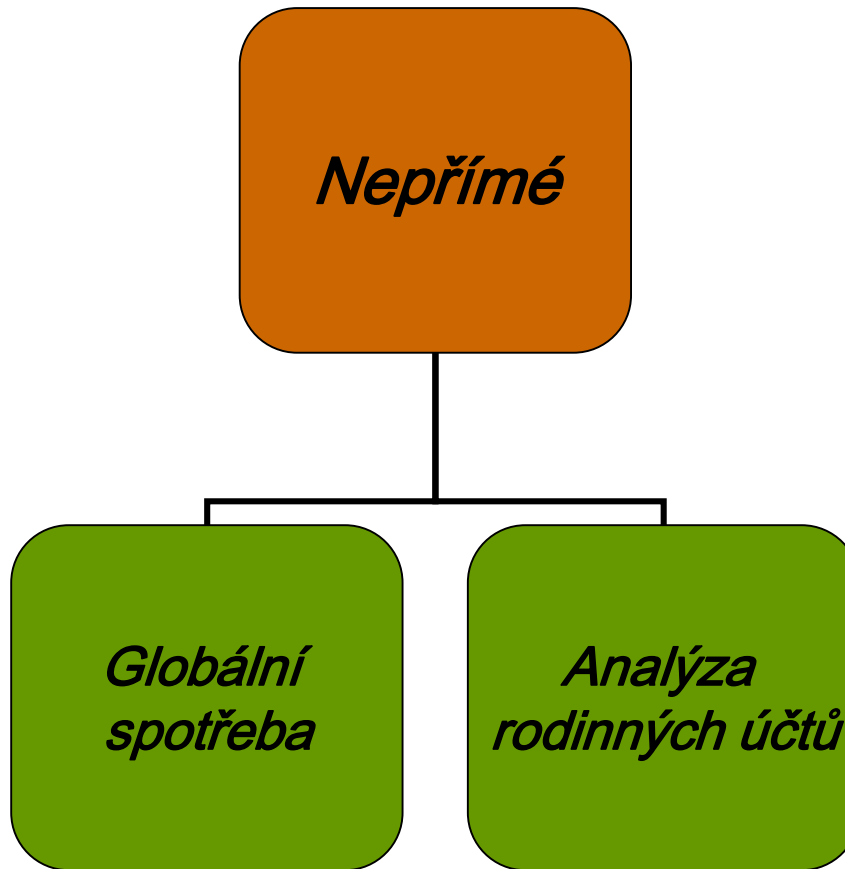 Nepřímé
Globální
spotřeba
Analýza
rodinných účtů